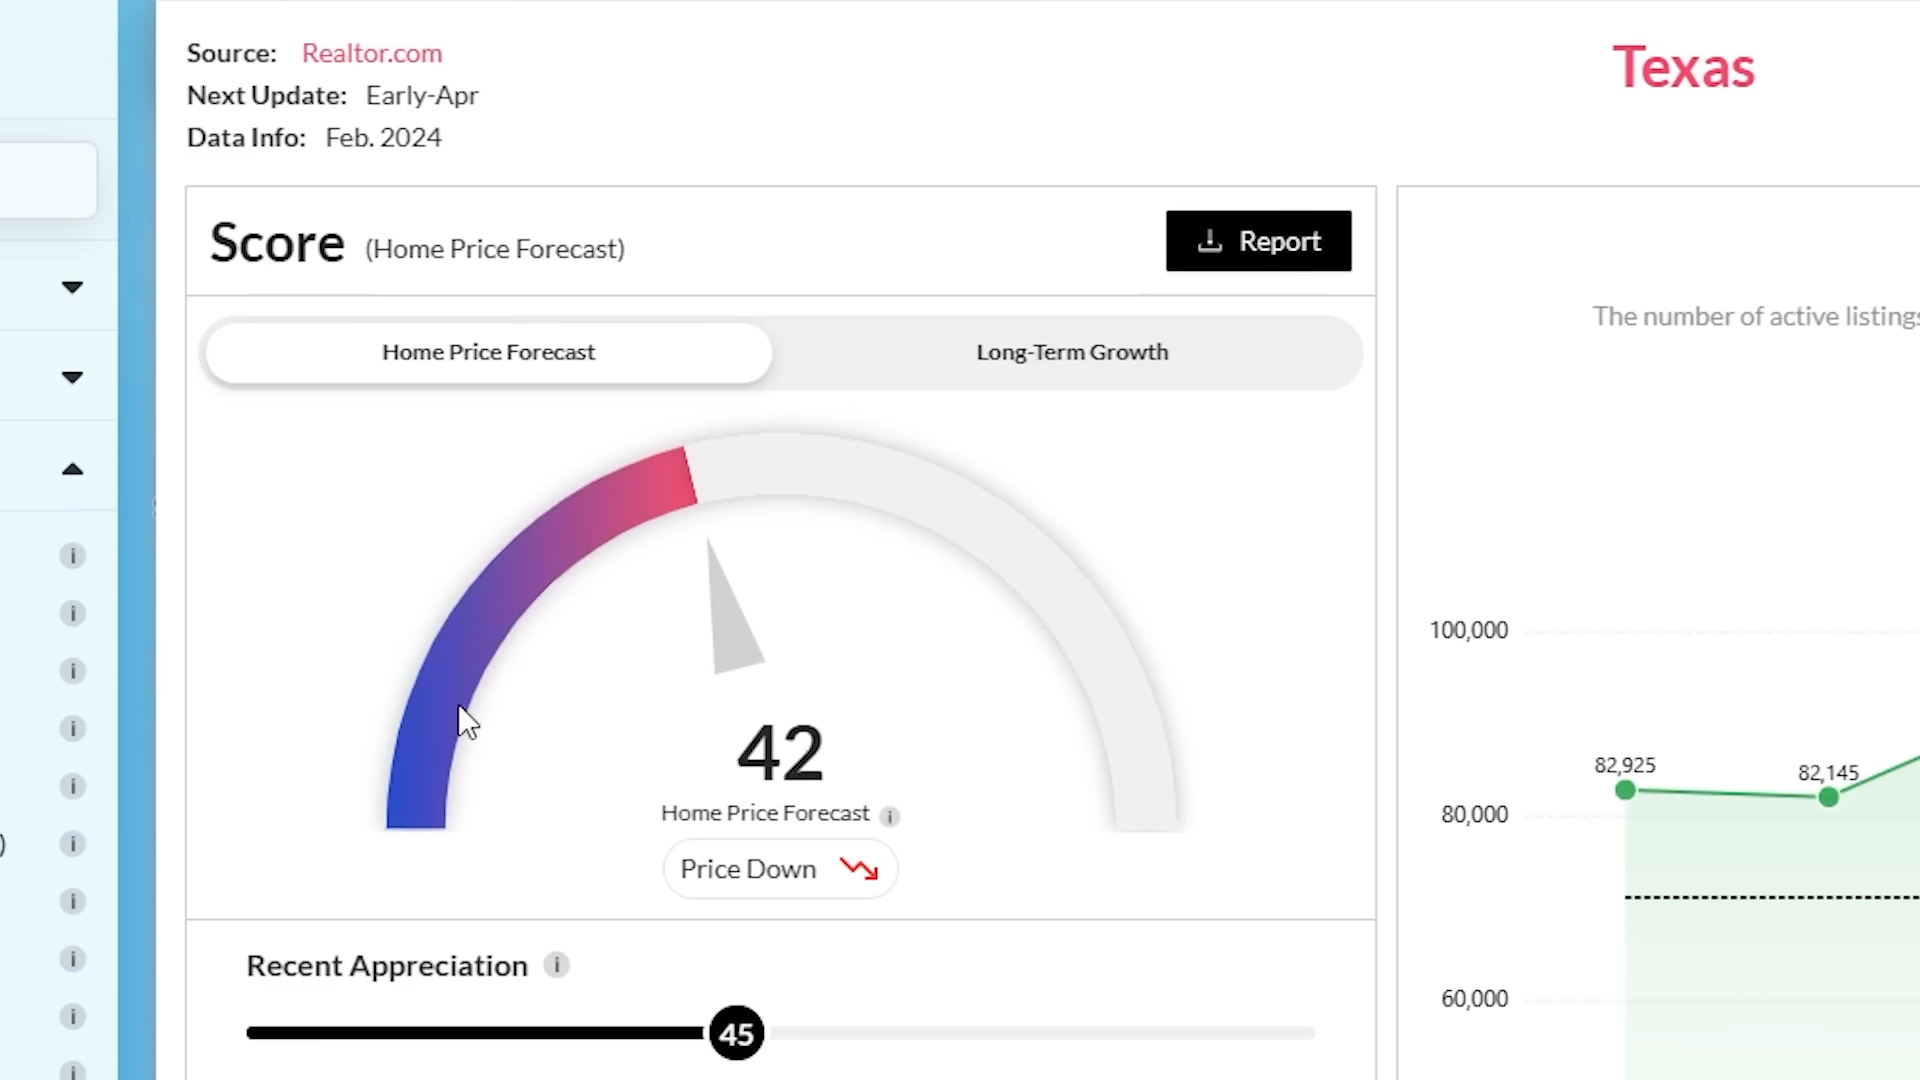 Source: Realtor.com
Next Update: Early-Apr
Data Info: Feb. 2024
Texas
Score (Home Price Forecast)
Report
Home Price Forecast
Long-Term Growth
42
Home Price Forecast
Price Down
Recent Appreciation
45
The number of active listings
100,000
80,000
60,000
82,925
82,145
)